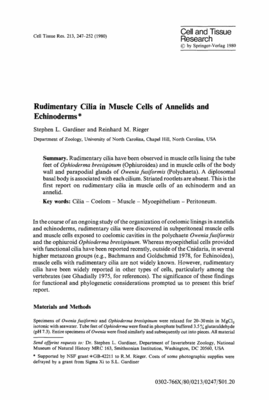 Cell Tissue Res. 213, 247-252 (1980)
Cell and Tissue
Research
© by Springer-Verlag 1980
Rudimentary Cilia in Muscle Cells of Annelids and
Echinoderms*
Stephen L. Gardiner and Reinhard M. Rieger
Department of Zoology, University of North Carolina, Chapel Hill, North Carolina, USA
Summary. Rudimentary cilia have been observed in muscle cells lining the tube
feet of Ophioderma brevispinum (Ophiuroidea) and in muscle cells of the body
wall and parapodial glands of Owenia fusiformis (Polychaeta). A diplosomal
basal body is associated with each cilium. Striated rootlets are absent. This is the
first report on rudimentary cilia in muscle cells of an echinoderm and an
annelid.
Key words: Cilia – Coelom – Muscle – Myoepithelium – Peritoneum.
In the course of an ongoing study of the organization of coelomic linings in annelids
and echinoderms, rudimentary cilia were discovered in subperitoneal muscle cells
and muscle cells exposed to coelomic cavities in the polychaete Owenia fusiformis
and the ophiuroid Ophioderma brevispinum. Whereas myoepithelial cells provided
with functional cilia have been reported recently, outside of the Cnidaria, in several
higher metazoan groups (e.g., Bachmann and Goldschmid 1978, for Echinoidea),
muscle cells with rudimentary cilia are not widely known. However, rudimentary
cilia have been widely reported in other types of cells, particularly among the
vertebrates (see Ghadially 1975, for references). The significance of these findings
for functional and phylogenetic considerations prompted us to present this brief
report.
Materials and Methods
Specimens of Owenia fusiformis and Ophioderma brevispinum were relaxed for 20–30 min in MgCl₂
isotonic with seawater. Tube feet of Ophioderma were fixed in phosphate buffered 3.5% glutaraldehyde
(pH 7.3). Entire specimens of Owenia were fixed similarly and subsequently cut into pieces. All material
Send offprint requests to: Dr. Stephen L. Gardiner, Department of Invertebrate Zoology, National
Museum of Natural History MRC 163, Smithsonian Institution, Washington, DC 20560, USA
* Supported by NSF grant #GB-42211 to R.M. Rieger. Costs of some photographic supplies were
defrayed by a grant from Sigma Xi to S.L. Gardiner
0302-766X/80/0213/0247/$01.20